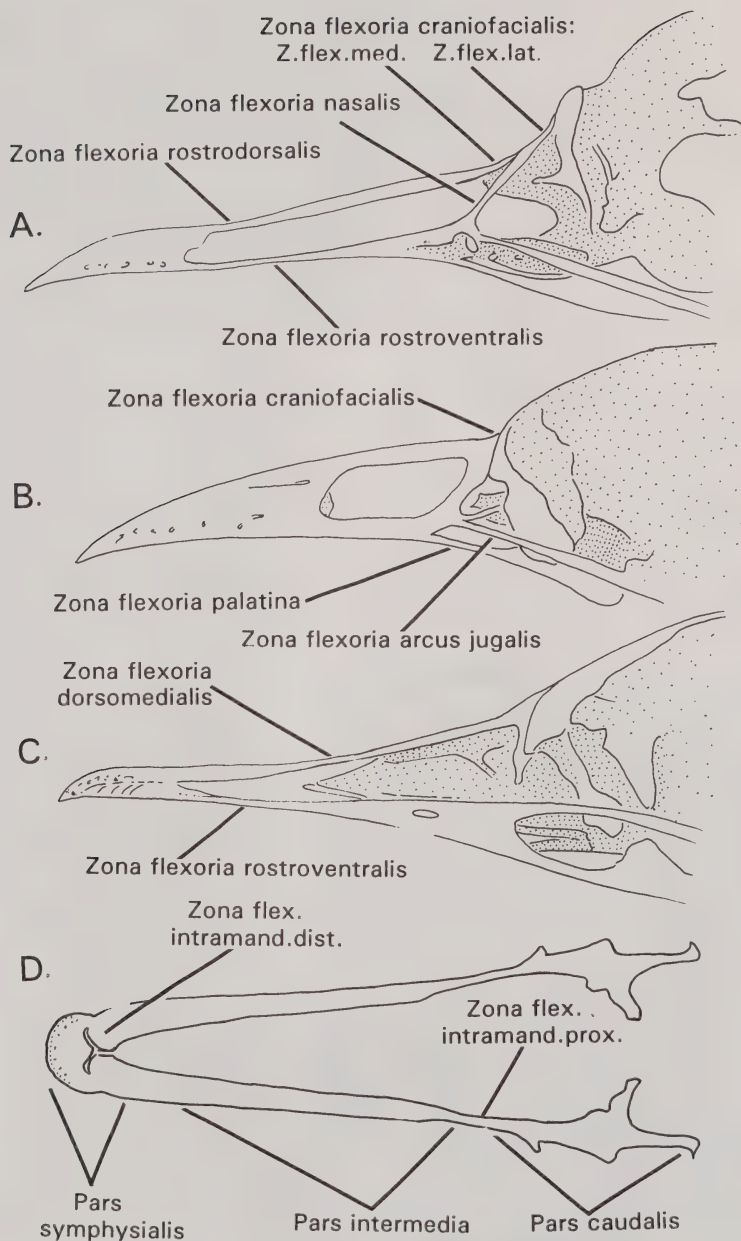 Zona flexoria craniofacialis:
Z.flex.med. Z.flex.lat.
Zona flexoria nasalis
Zona flexoria rostrodorsalis
A.
Zona flexoria rostroventralis
Zona flexoria craniofacialis
B.
Zona flexoria palatina
Zona flexoria arcus jugalis
Zona flexoria
dorsomedialis
C.
Zona flexoria rostroventralis
Zona flex.
intramand.dist.
D.
Zona flex.
intramand.prox.
Pars
symphysialis
Pars intermedia
Pars caudalis